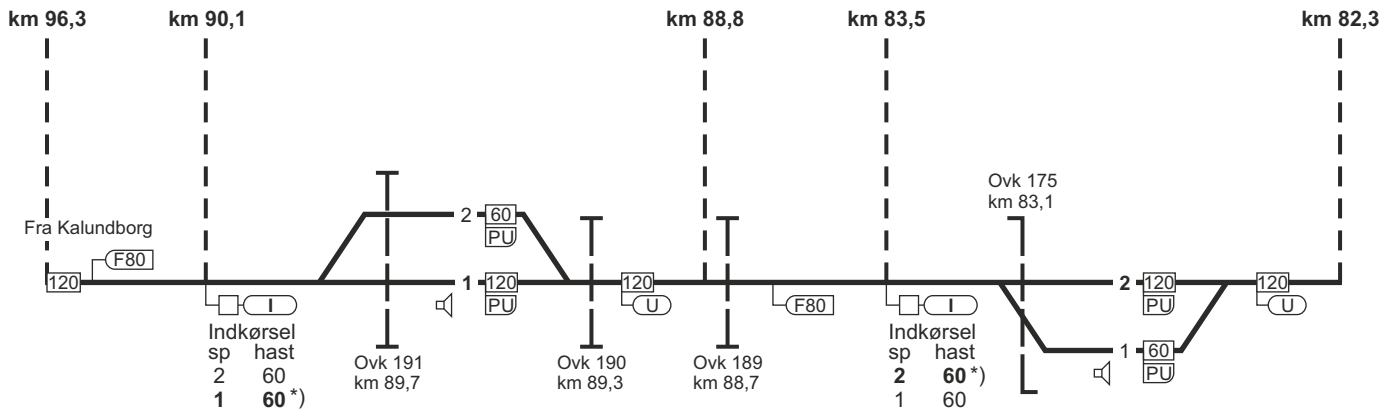 km 96,3
km 90,1
km 88,8
km 83,5
km 82,3
Fra Kalundborg
F80
120
I
Indkørsel
sp hast
2 60
1 60 *)
Ovk 191
km 89,7
2 60
PU
1 120
PU
Ovk 190
km 89,3
120
U
Ovk 189
km 88,7
F80
I
Indkørsel
sp hast
2 60 *)
1 60
Ovk 175
km 83,1
2 120
PU
1 60
PU
120
U